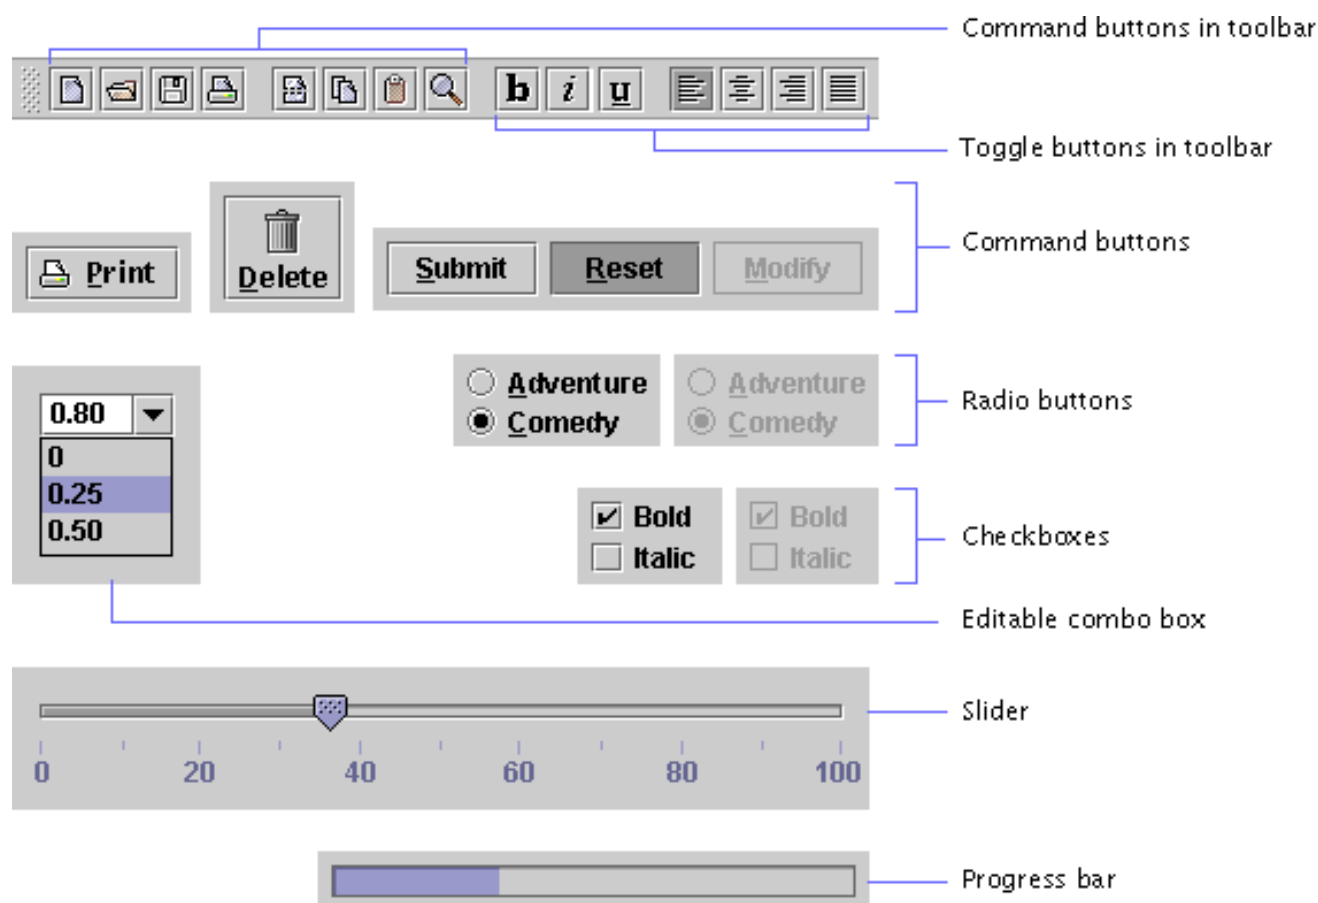 Command buttons in toolbar
b i u
Toggle buttons in toolbar
Print
Delete
Submit Reset Modify
Command buttons
0.80
0
0.25
0.50
Adventure Adventure
Comedy Comedy
Radio buttons
Bold Bold
Italic Italic
Checkboxes
Editable combo box
Slider
0 20 40 60 80 100
Progress bar